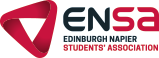 ensa
EDINBURGH NAPIER
STUDENTS' ASSOCIATION